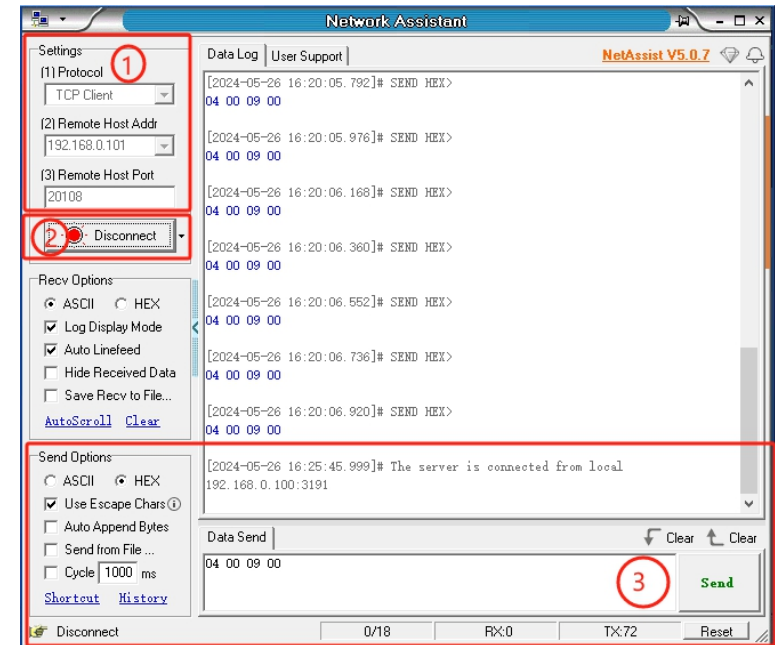 Network Assistant
Settings
(1) Protocol
TCP Client
(2) Remote Host Addr
192.168.0.101
(3) Remote Host Port
20108
Disconnect
Recv Options
ASCII HEX
Log Display Mode
Auto Linefeed
Hide Received Data
Save Recv to File...
AutoScroll Clear
Send Options
ASCII HEX
Use Escape Chars
Auto Append Bytes
Send from File ...
Cycle 1000 ms
Shortcut History
Data Log User Support NetAssist V5.0.7
[2024-05-26 16:20:05.792]# SEND HEX>
04 00 09 00
[2024-05-26 16:20:05.976]# SEND HEX>
04 00 09 00
[2024-05-26 16:20:06.168]# SEND HEX>
04 00 09 00
[2024-05-26 16:20:06.360]# SEND HEX>
04 00 09 00
[2024-05-26 16:20:06.552]# SEND HEX>
04 00 09 00
[2024-05-26 16:20:06.736]# SEND HEX>
04 00 09 00
[2024-05-26 16:20:06.920]# SEND HEX>
04 00 09 00
[2024-05-26 16:25:45.999]# The server is connected from local
192.168.0.100:3191
Data Send Clear Clear
04 00 09 00
Send
Disconnect 0/18 RX:0 TX:72 Reset
1
2
3